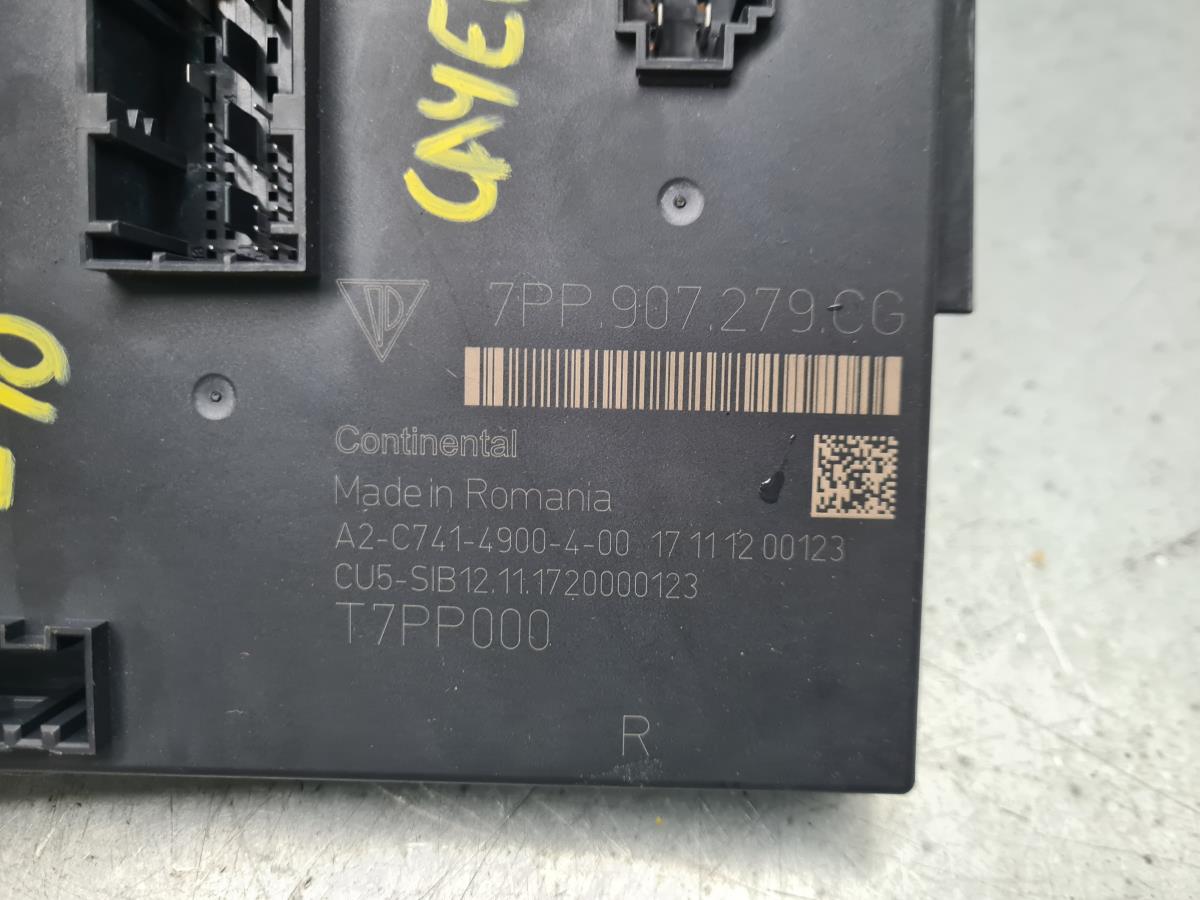 CAYE
-10
7PP.907.279.CG
Continental
Made in Romania
A2-C741-4900-4-00 17 11 12 00123
CU5-SIB12.11.1720000123
T7PP000
R